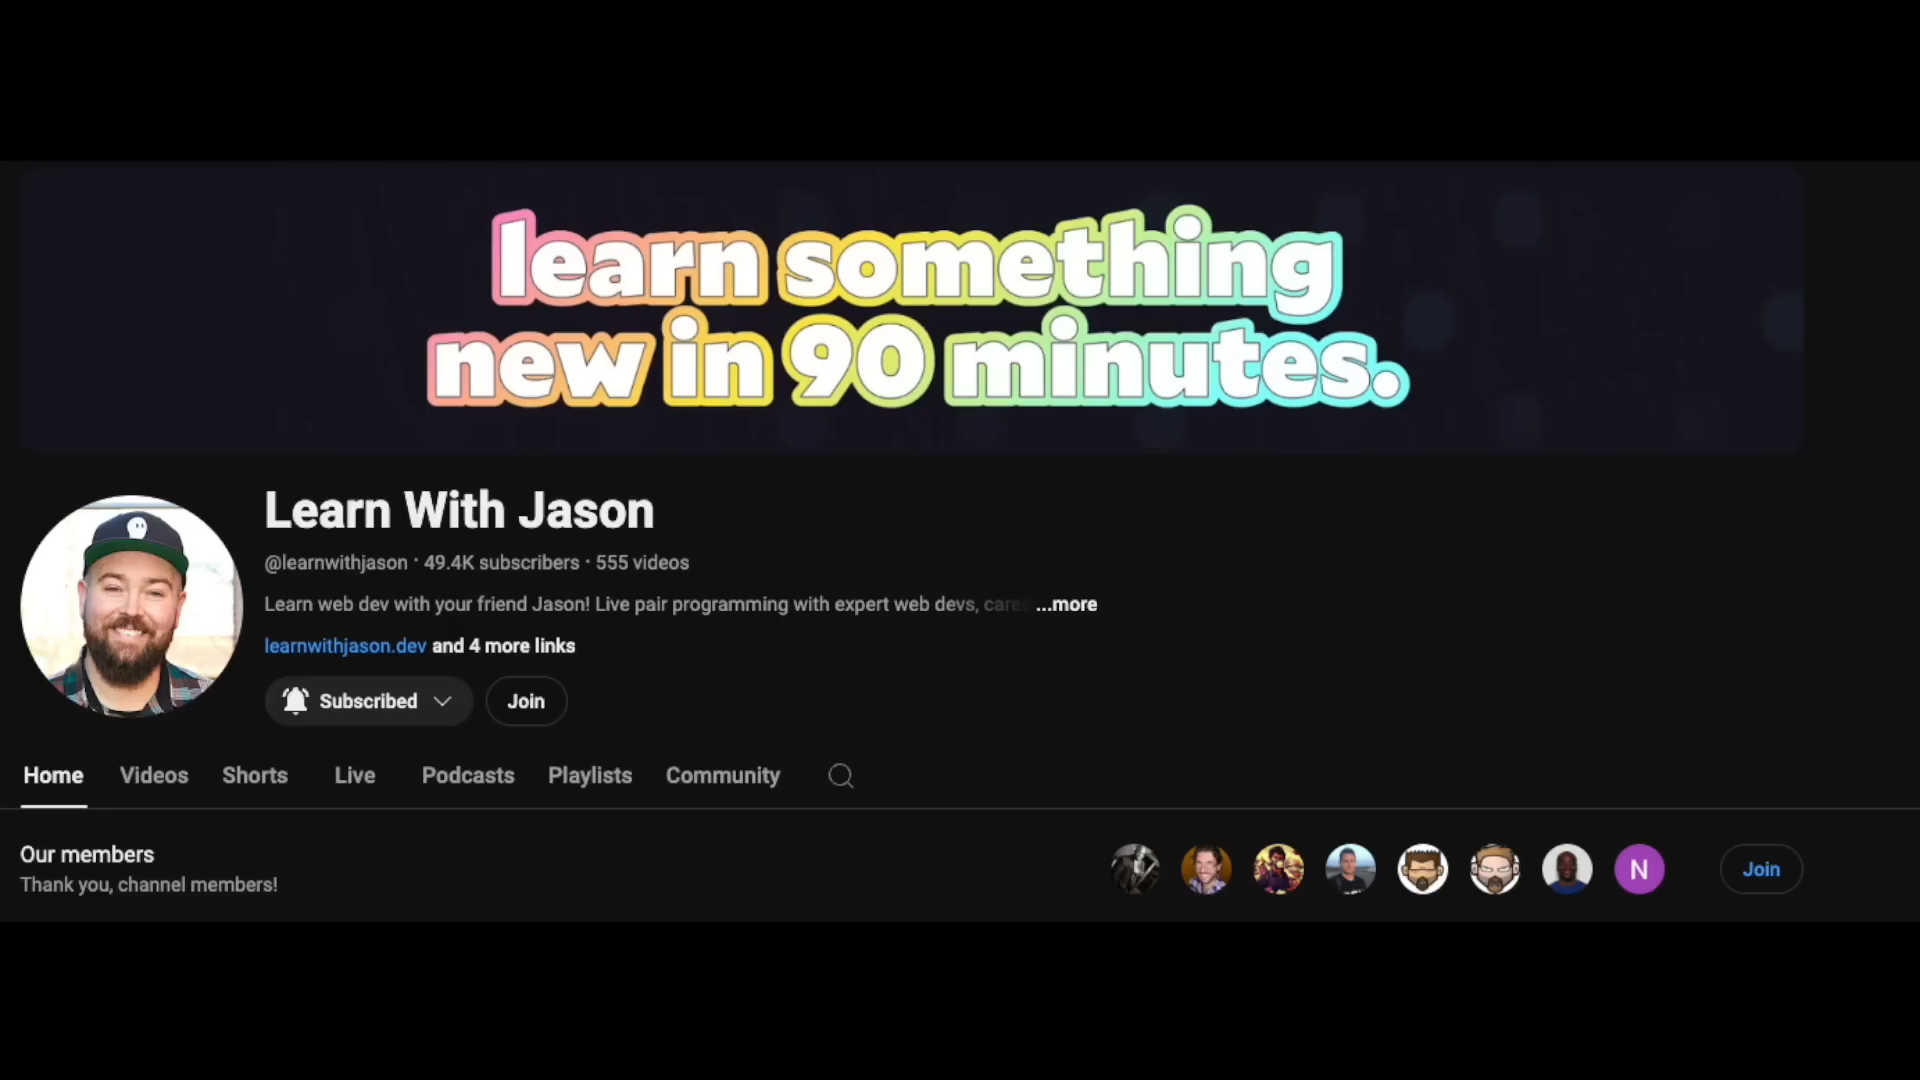 learn something
new in 90 minutes.
Learn With Jason
@learnwithjason · 49.4K subscribers · 555 videos
Learn web dev with your friend Jason! Live pair programming with expert web devs, caree ...more
learnwithjason.dev and 4 more links
Subscribed Join
Home Videos Shorts Live Podcasts Playlists Community
Our members
Thank you, channel members!
N
Join